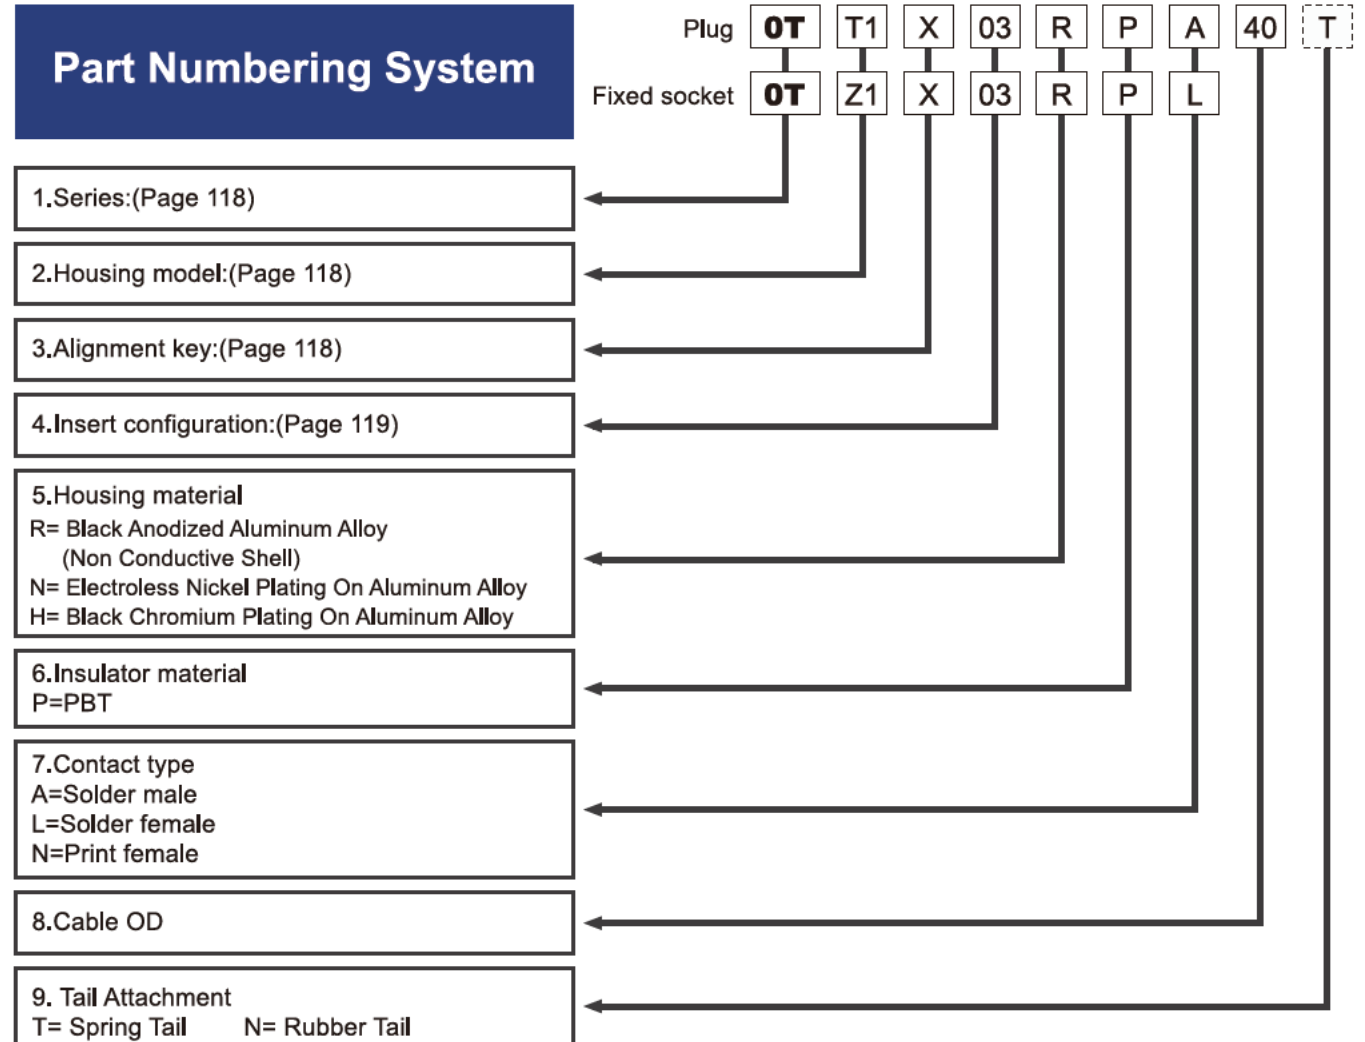 Part Numbering System
Plug 0T T1 X 03 R P A 40 T
Fixed socket 0T Z1 X 03 R P L
1.Series:(Page 118)
2.Housing model:(Page 118)
3.Alignment key:(Page 118)
4.Insert configuration:(Page 119)
5.Housing material
R= Black Anodized Aluminum Alloy
(Non Conductive Shell)
N= Electroless Nickel Plating On Aluminum Alloy
H= Black Chromium Plating On Aluminum Alloy
6.Insulator material
P=PBT
7.Contact type
A=Solder male
L=Solder female
N=Print female
8.Cable OD
9. Tail Attachment
T= Spring Tail N= Rubber Tail